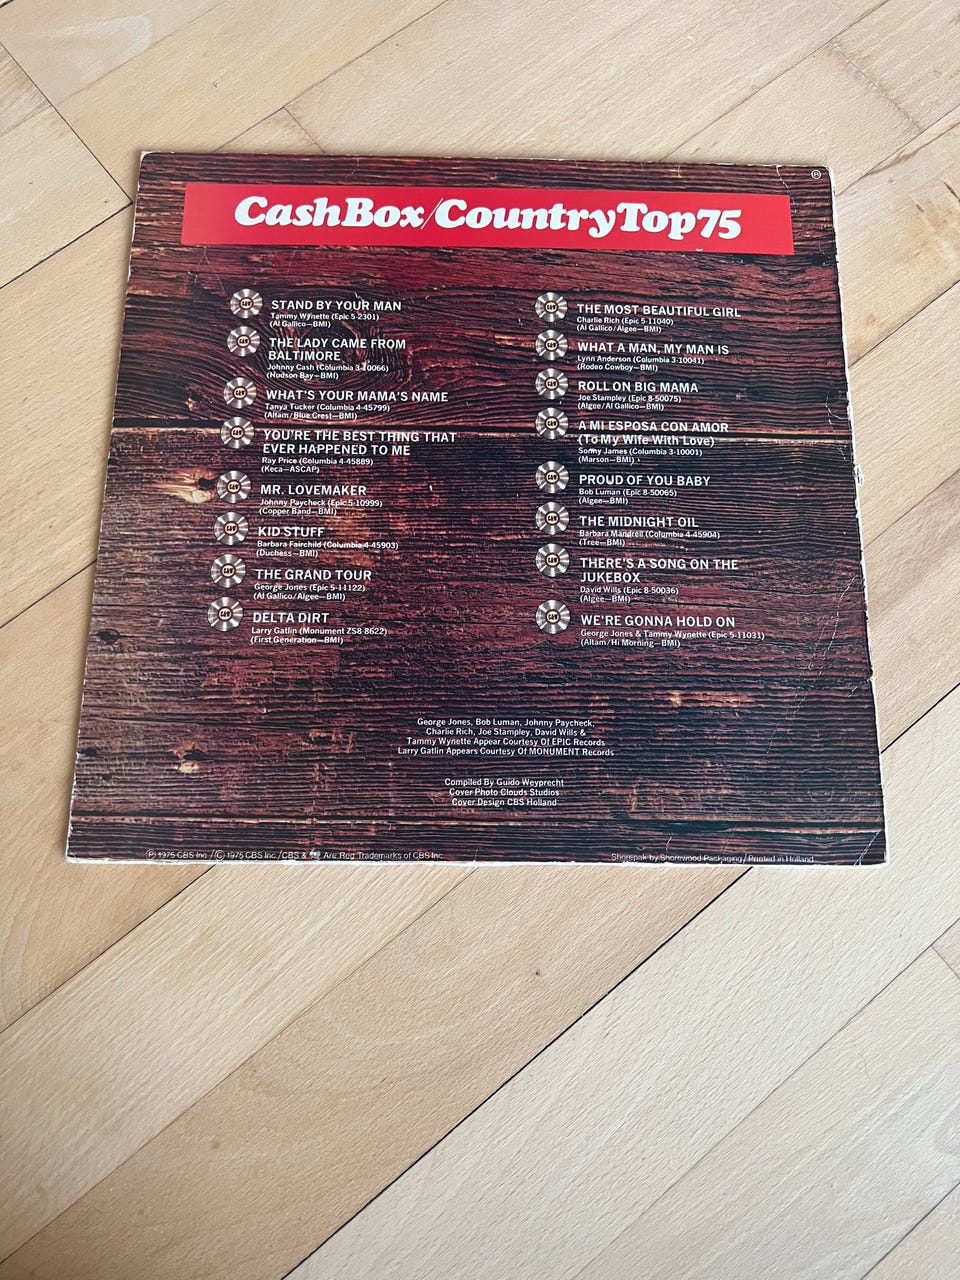 CashBox/CountryTop75
STAND BY YOUR MAN
Tammy Wynette (Epic 5-2301)
(Al Gallico—BMI)
THE LADY CAME FROM
BALTIMORE
Johnny Cash (Columbia 3-10066)
(Hudson Bay—BMI)
WHAT'S YOUR MAMA'S NAME
Tanya Tucker (Columbia 4-45799)
(Altam/Blue Crest—BMI)
YOU'RE THE BEST THING THAT
EVER HAPPENED TO ME
Ray Price (Columbia 4-45889)
(Keca—ASCAP)
MR. LOVEMAKER
Johnny Paycheck (Epic 5-10999)
(Copper Band—BMI)
KID STUFF
Barbara Fairchild (Columbia 4-45903)
(Duchess—BMI)
THE GRAND TOUR
George Jones (Epic 5-11122)
(Al Gallico/Algee—BMI)
DELTA DIRT
Larry Gatlin (Monument ZS8-8622)
(First Generation—BMI)
THE MOST BEAUTIFUL GIRL
Charlie Rich (Epic 5-11040)
(Al Gallico/Algee—BMI)
WHAT A MAN, MY MAN IS
Lynn Anderson (Columbia 3-10041)
(Rodeo Cowboy—BMI)
ROLL ON BIG MAMA
Joe Stampley (Epic 8-50075)
(Algee/Al Gallico—BMI)
A MI ESPOSA CON AMOR
(To My Wife With Love)
Sonny James (Columbia 3-10001)
(Marson—BMI)
PROUD OF YOU BABY
Bob Luman (Epic 8-50065)
(Algee—BMI)
THE MIDNIGHT OIL
Barbara Mandrell (Columbia 4-45904)
(Tree—BMI)
THERE'S A SONG ON THE
JUKEBOX
David Wills (Epic 8-50036)
(Algee—BMI)
WE'RE GONNA HOLD ON
George Jones & Tammy Wynette (Epic 5-11031)
(Altam/Hi Morning—BMI)
George Jones, Bob Luman, Johnny Paycheck,
Charlie Rich, Joe Stampley, David Wills &
Tammy Wynette Appear Courtesy Of EPIC Records
Larry Gatlin Appears Courtesy Of MONUMENT Records
Compiled By Guido Weyprecht
Cover Photo Clouds Studios
Cover Design CBS Holland
Ⓟ 1975 CBS Inc./© 1975 CBS Inc./CBS & Are Reg. Trademarks of CBS Inc.
Shorepak by Shorewood Packaging/Printed in Holland